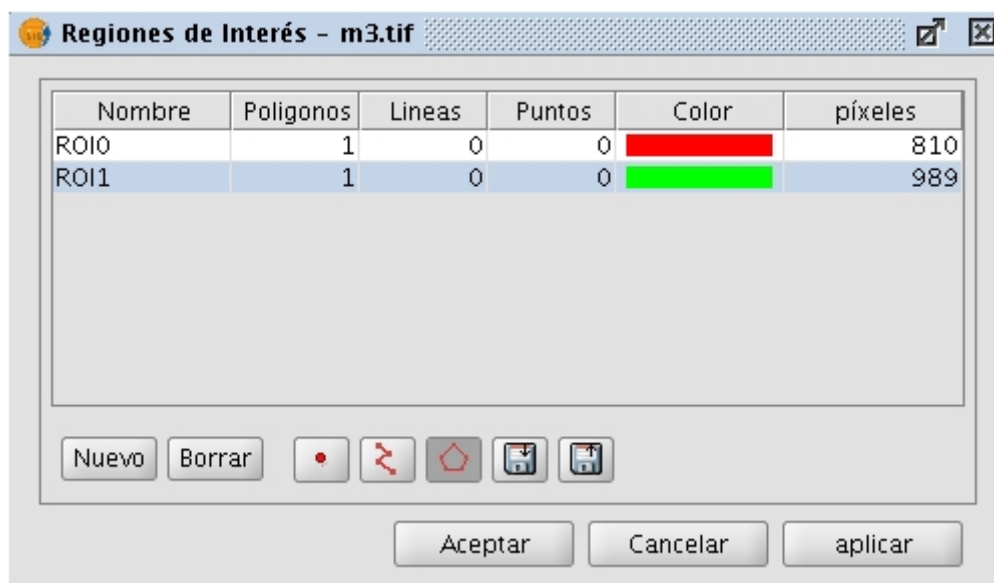 Regiones de Interés - m3.tif
Nombre Poligonos Lineas Puntos Color píxeles
ROI0 1 0 0 810
ROI1 1 0 0 989
Nuevo Borrar
Aceptar Cancelar aplicar